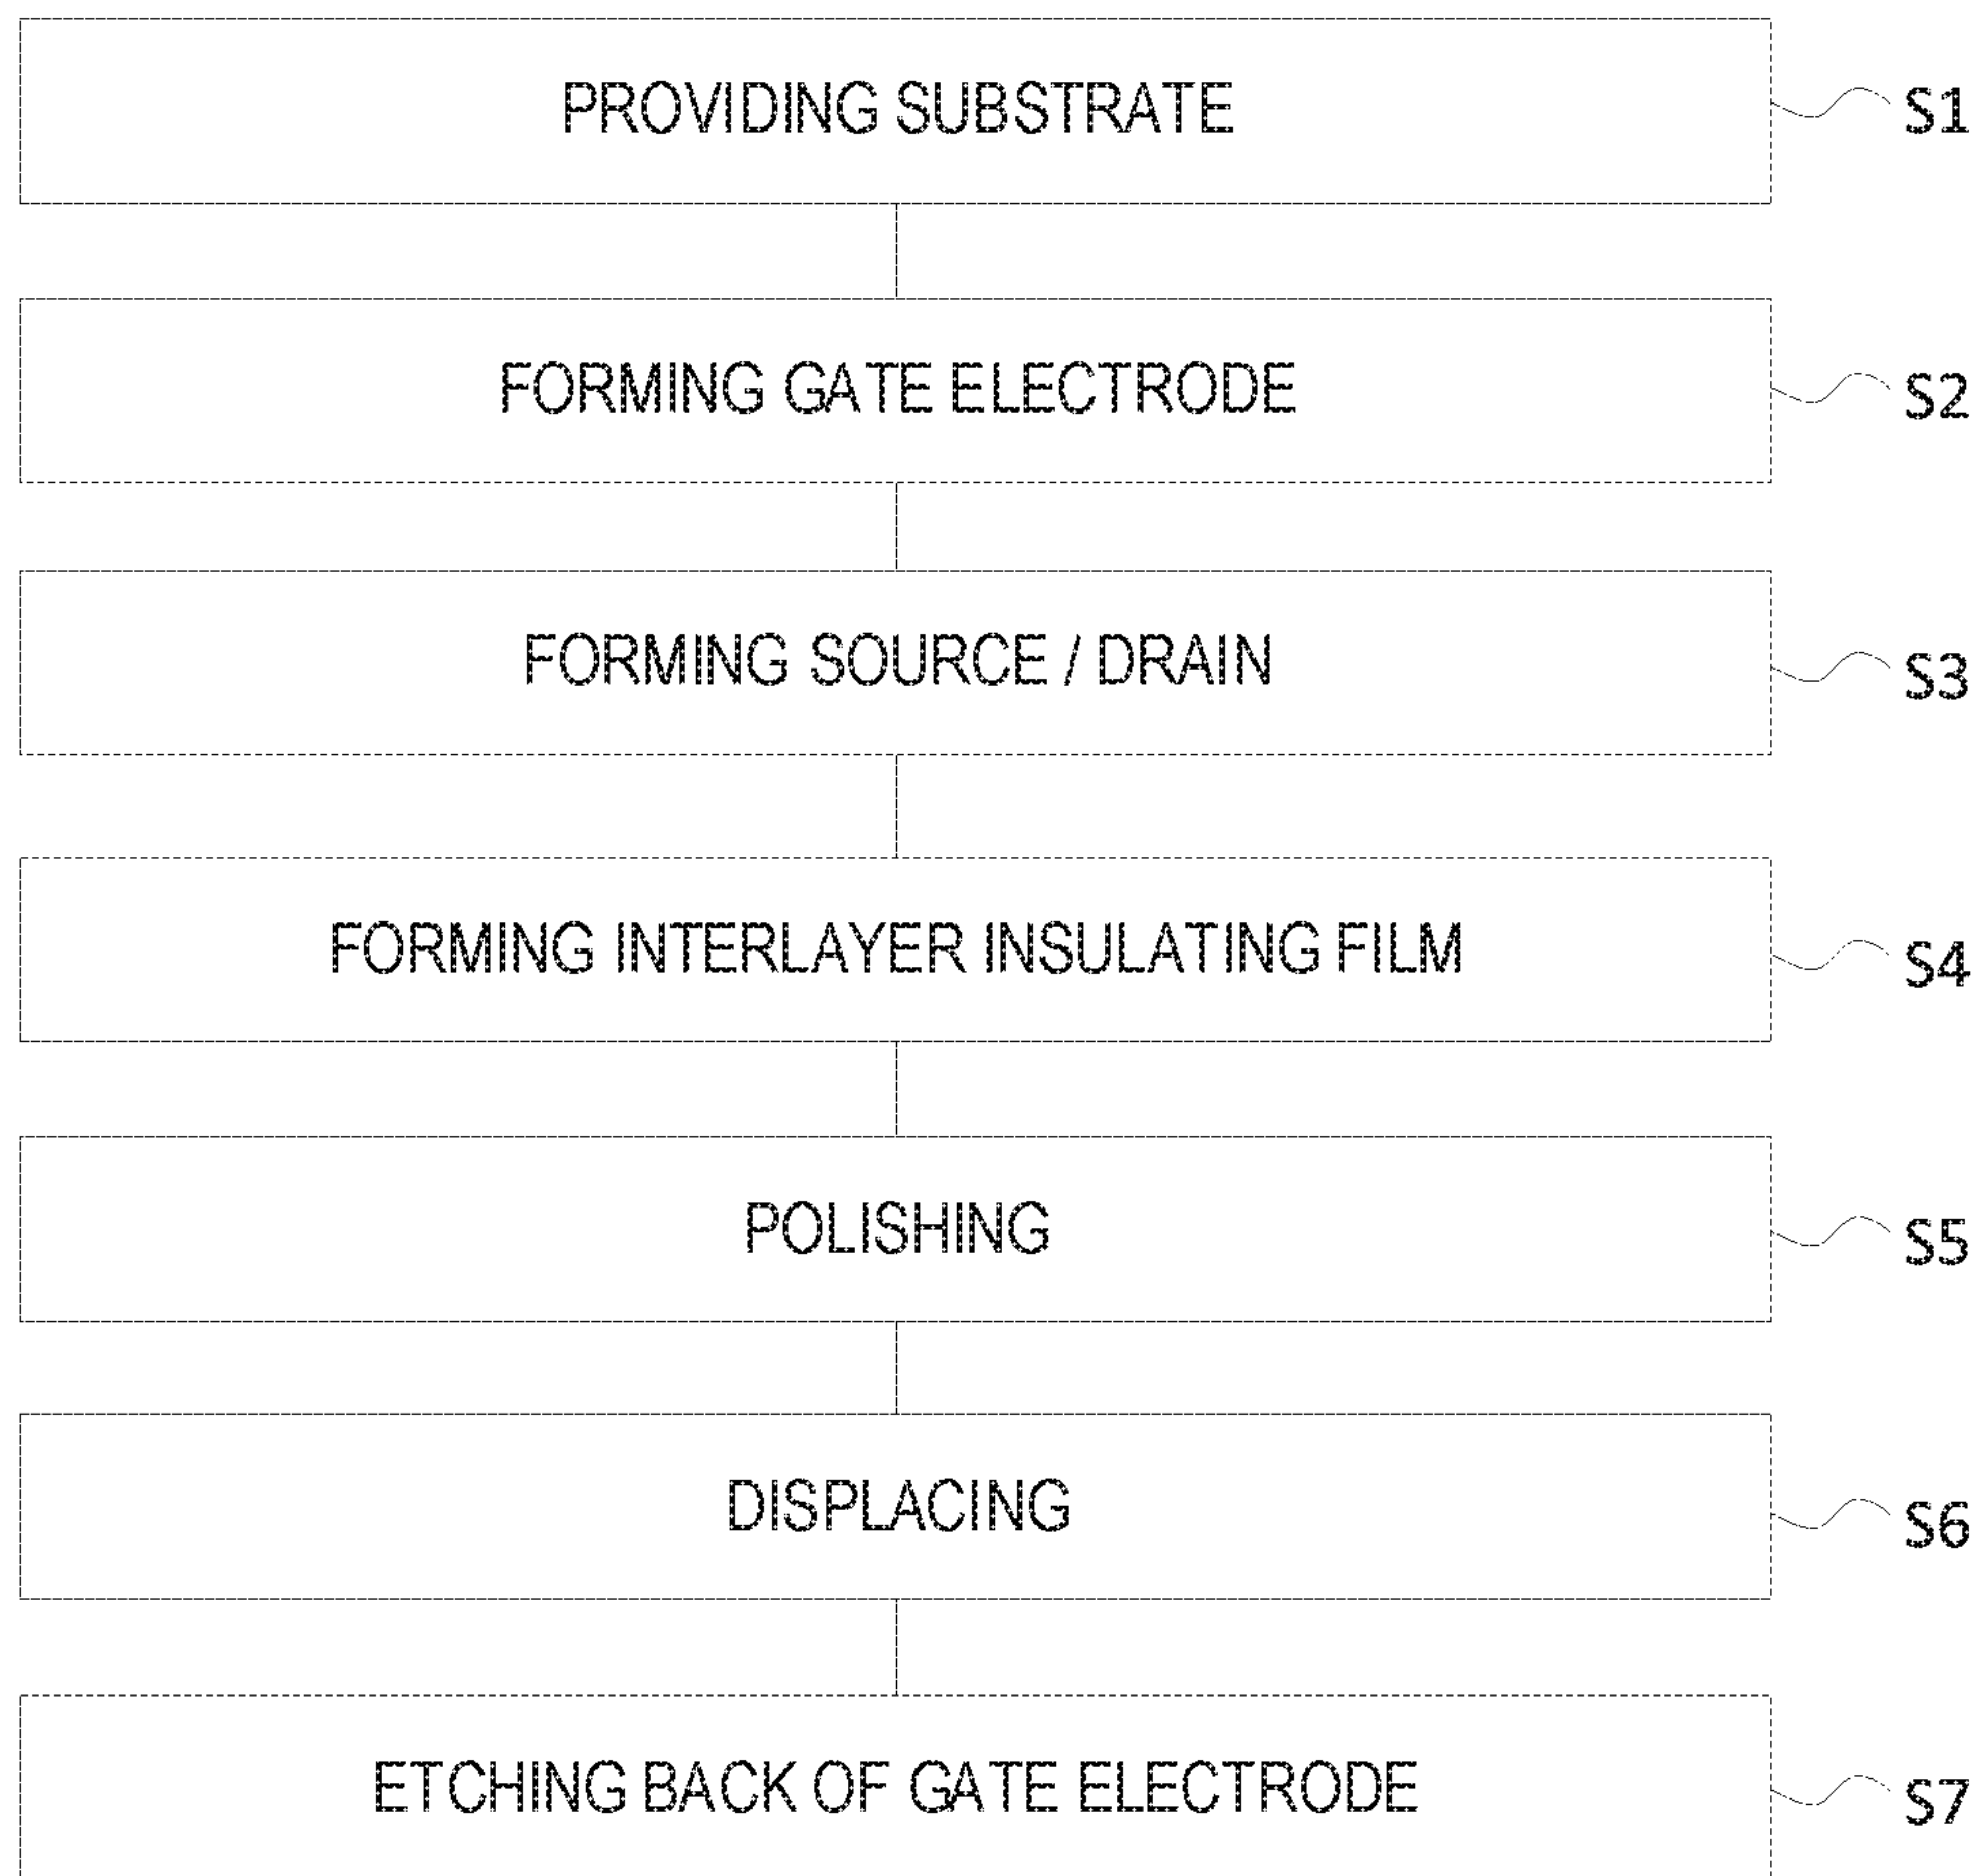 PROVIDING SUBSTRATE S1
FORMING GATE ELECTRODE S2
FORMING SOURCE / DRAIN S3
FORMING INTERLAYER INSULATING FILM S4
POLISHING S5
DISPLACING S6
ETCHING BACK OF GATE ELECTRODE S7